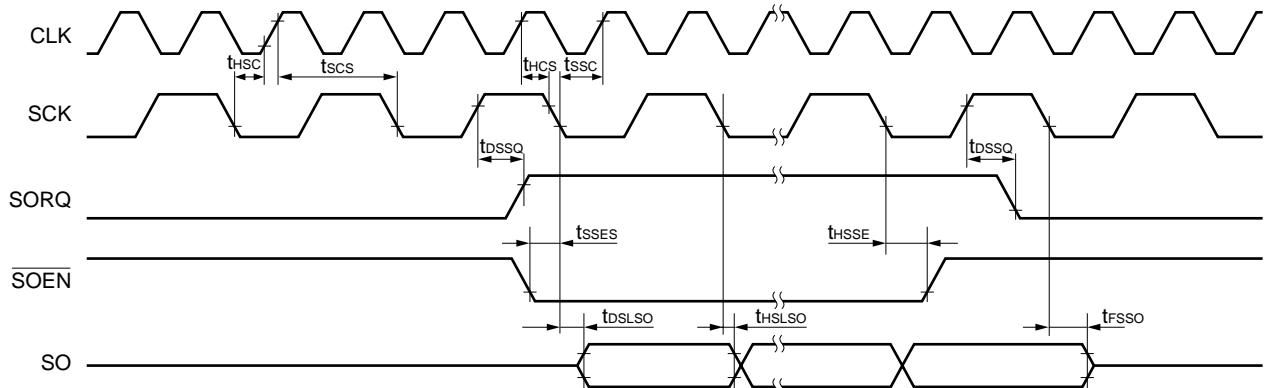 CLK
tHSC tSCS tHCS tSSC
SCK
tDSSQ tDSSQ
SORQ
tSSES tHSSE
SOEN
tDSLSO tHSLSO tFSSO
SO